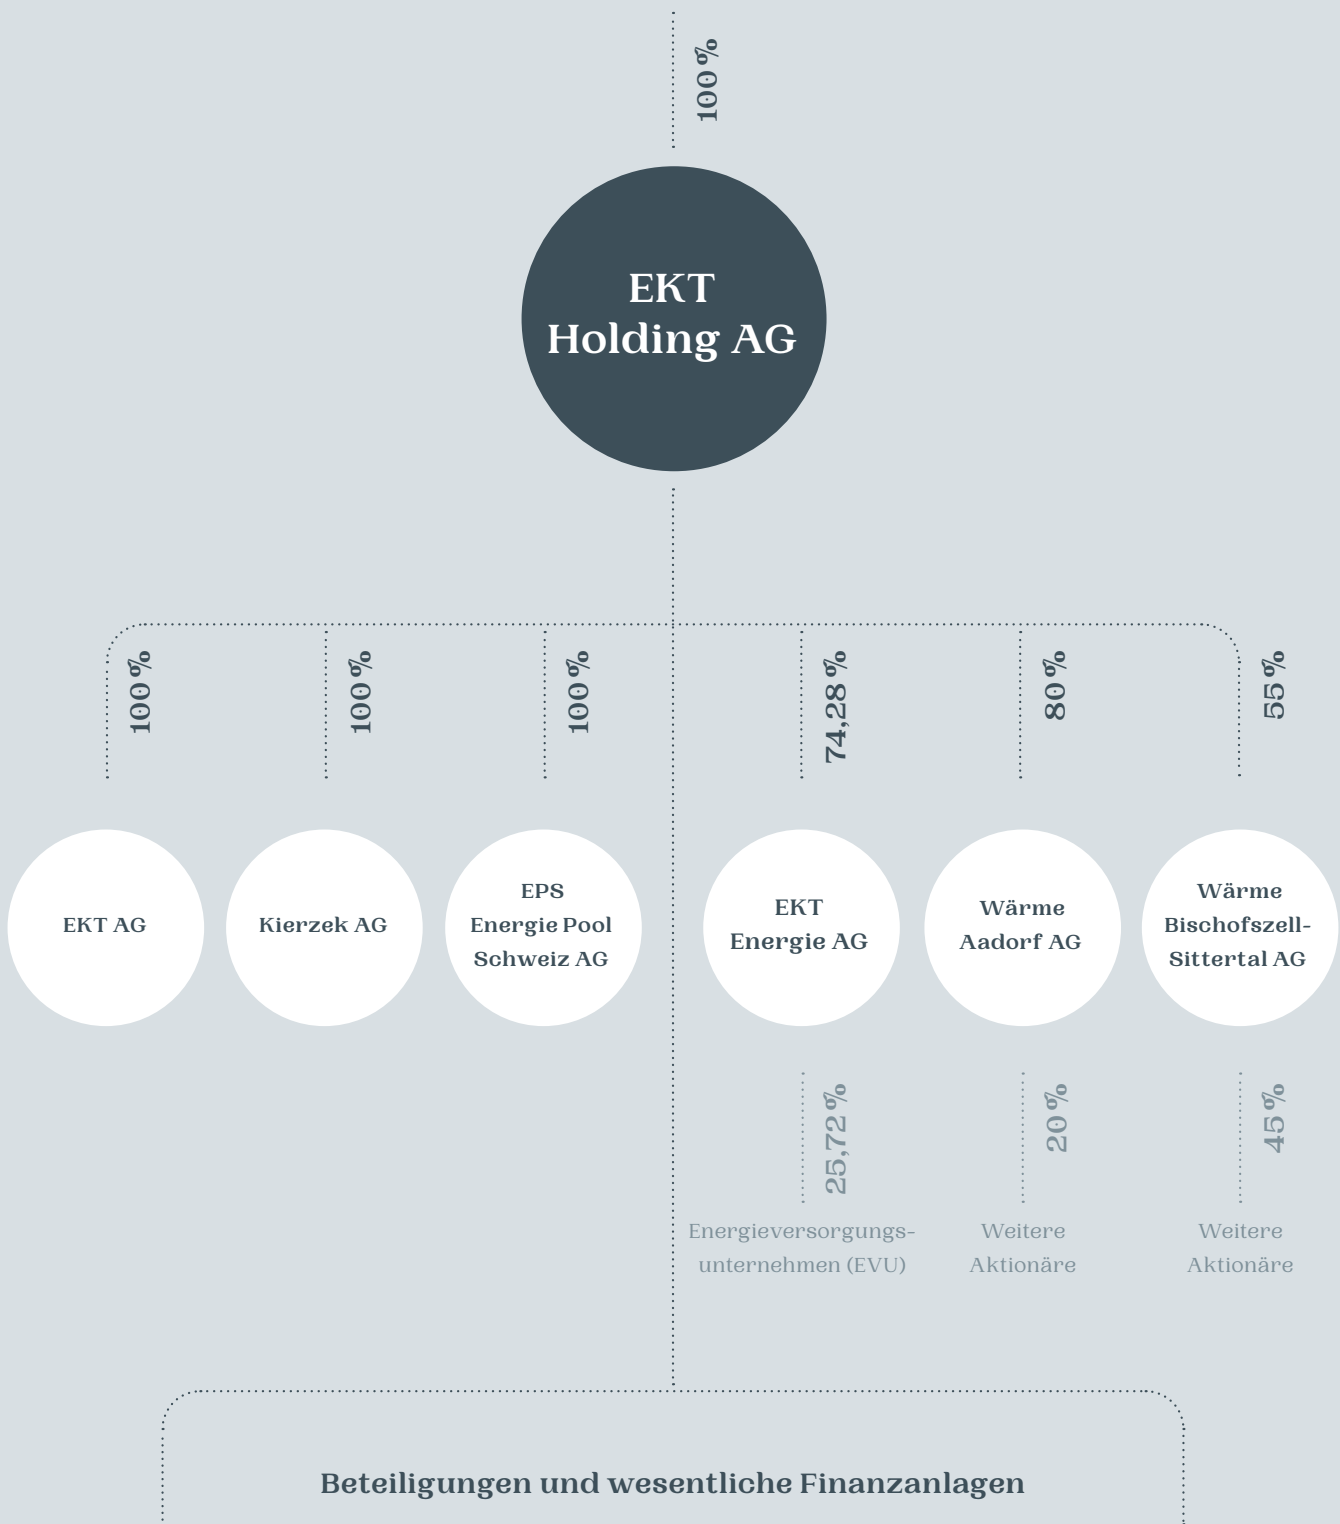 100 %
EKT
Holding AG
100 %
100 %
100 %
74,28 %
80 %
55 %
EKT AG
Kierzek AG
EPS
Energie Pool
Schweiz AG
EKT
Energie AG
Wärme
Aadorf AG
Wärme
Bischofszell-
Sittertal AG
25,72 %
20 %
45 %
Energieversorgungs-
unternehmen (EVU)
Weitere
Aktionäre
Weitere
Aktionäre
Beteiligungen und wesentliche Finanzanlagen